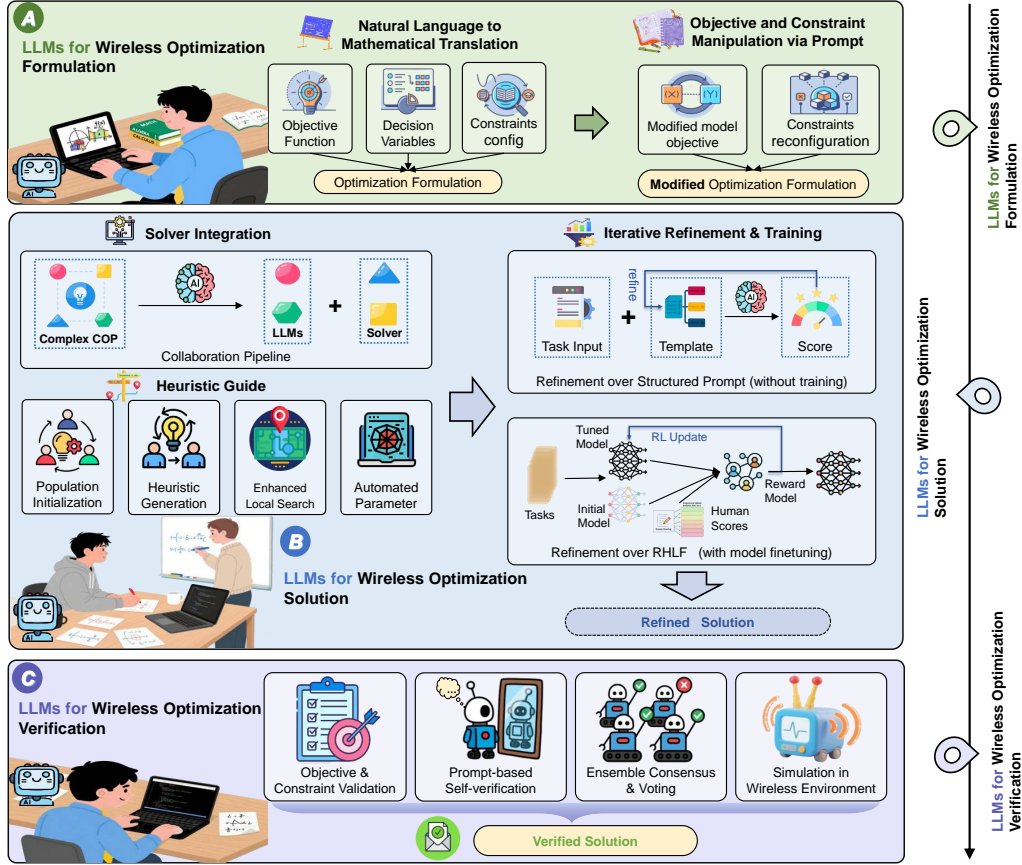 A
LLMs for Wireless Optimization
Formulation
Natural Language to
Mathematical Translation
Objective
Function
Decision
Variables
Constraints
config
Optimization Formulation
Objective and Constraint
Manipulation via Prompt
(X)
(Y)
Modified model
objective
Constraints
reconfiguration
Modified Optimization Formulation
MATH
ALGEBRA
CALCULUS
AI
Solver Integration
Complex COP
AI
LLMs
+
Solver
Collaboration Pipeline
Heuristic Guide
Population
Initialization
Heuristic
Generation
Enhanced
Local Search
Automated
Parameter
Iterative Refinement & Training
Task Input
+
refine
Template
AI
Score
Refinement over Structured Prompt (without training)
Tasks
Tuned
Model
RL Update
Initial
Model
Human
Scores
Reward
Model
Refinement over RHLF (with model finetuning)
Refined Solution
B
LLMs for Wireless Optimization
Solution
AI
C
LLMs for Wireless Optimization
Verification
AI
Objective &
Constraint Validation
Prompt-based
Self-verification
Ensemble Consensus
& Voting
Simulation in
Wireless Environment
Verified Solution
LLMs for Wireless Optimization
Formulation
LLMs for Wireless Optimization
Solution
LLMs for Wireless Optimization
Verification